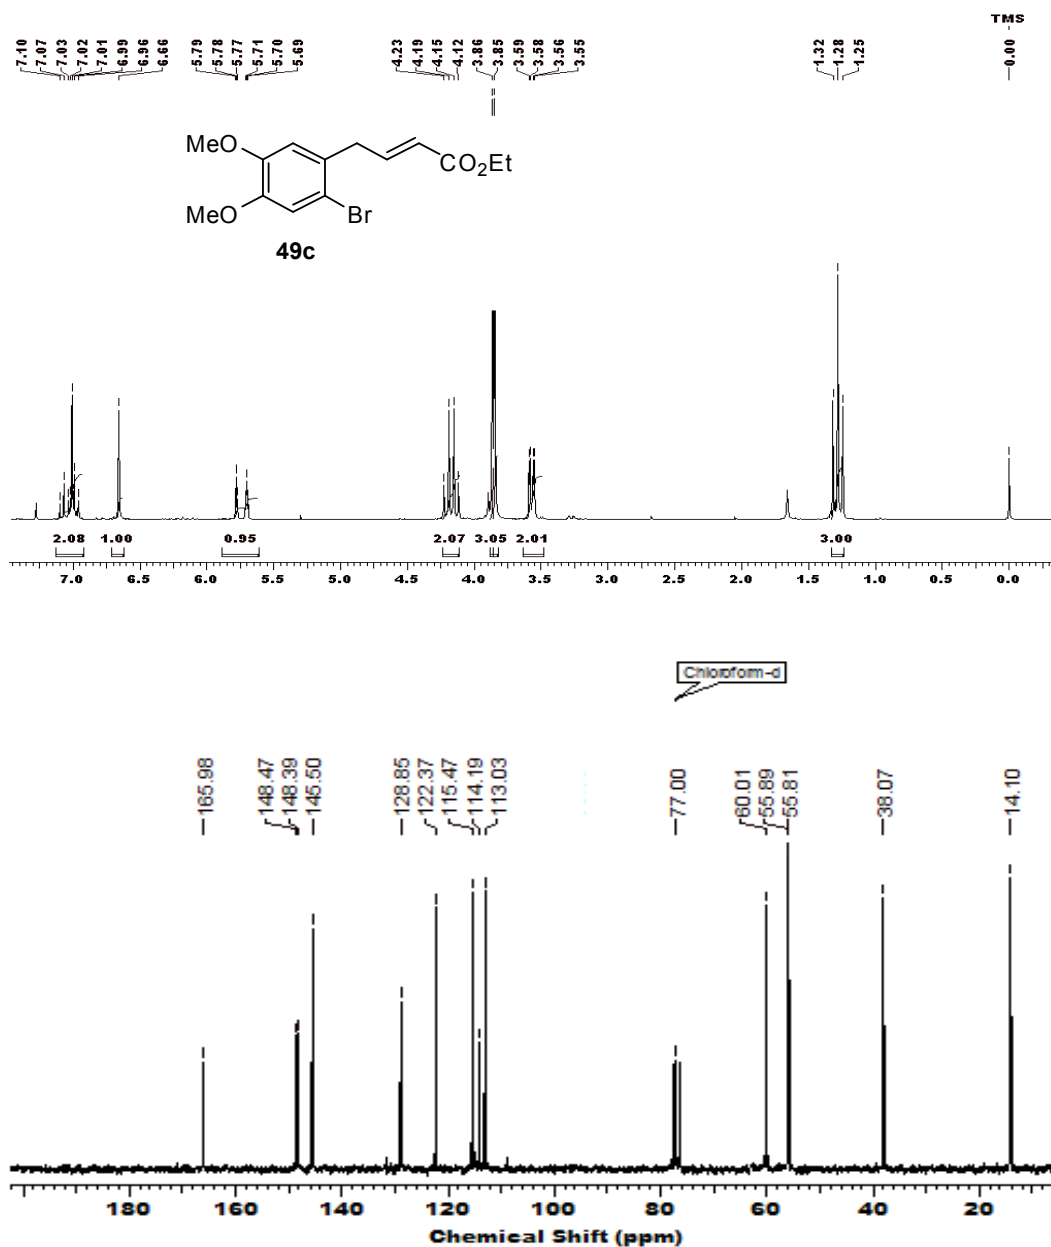 TMS
7.10 7.07 7.03 7.02 7.01 6.99 6.96 6.66 5.79 5.78 5.77 5.71 5.70 5.69 4.23 4.19 4.15 4.12 3.86 3.85 3.59 3.58 3.56 3.55 1.32 1.28 1.25 0.00
MeO
CO2Et
MeO Br
49c
2.08 1.00 0.95 2.07 3.05 2.01 3.00
7.0 6.5 6.0 5.5 5.0 4.5 4.0 3.5 3.0 2.5 2.0 1.5 1.0 0.5 0.0
Chloroform-d
165.98 148.47 148.39 145.50 128.85 122.37 115.47 114.19 113.03 77.00 60.01 55.89 55.81 38.07 14.10
180 160 140 120 100 80 60 40 20
Chemical Shift (ppm)